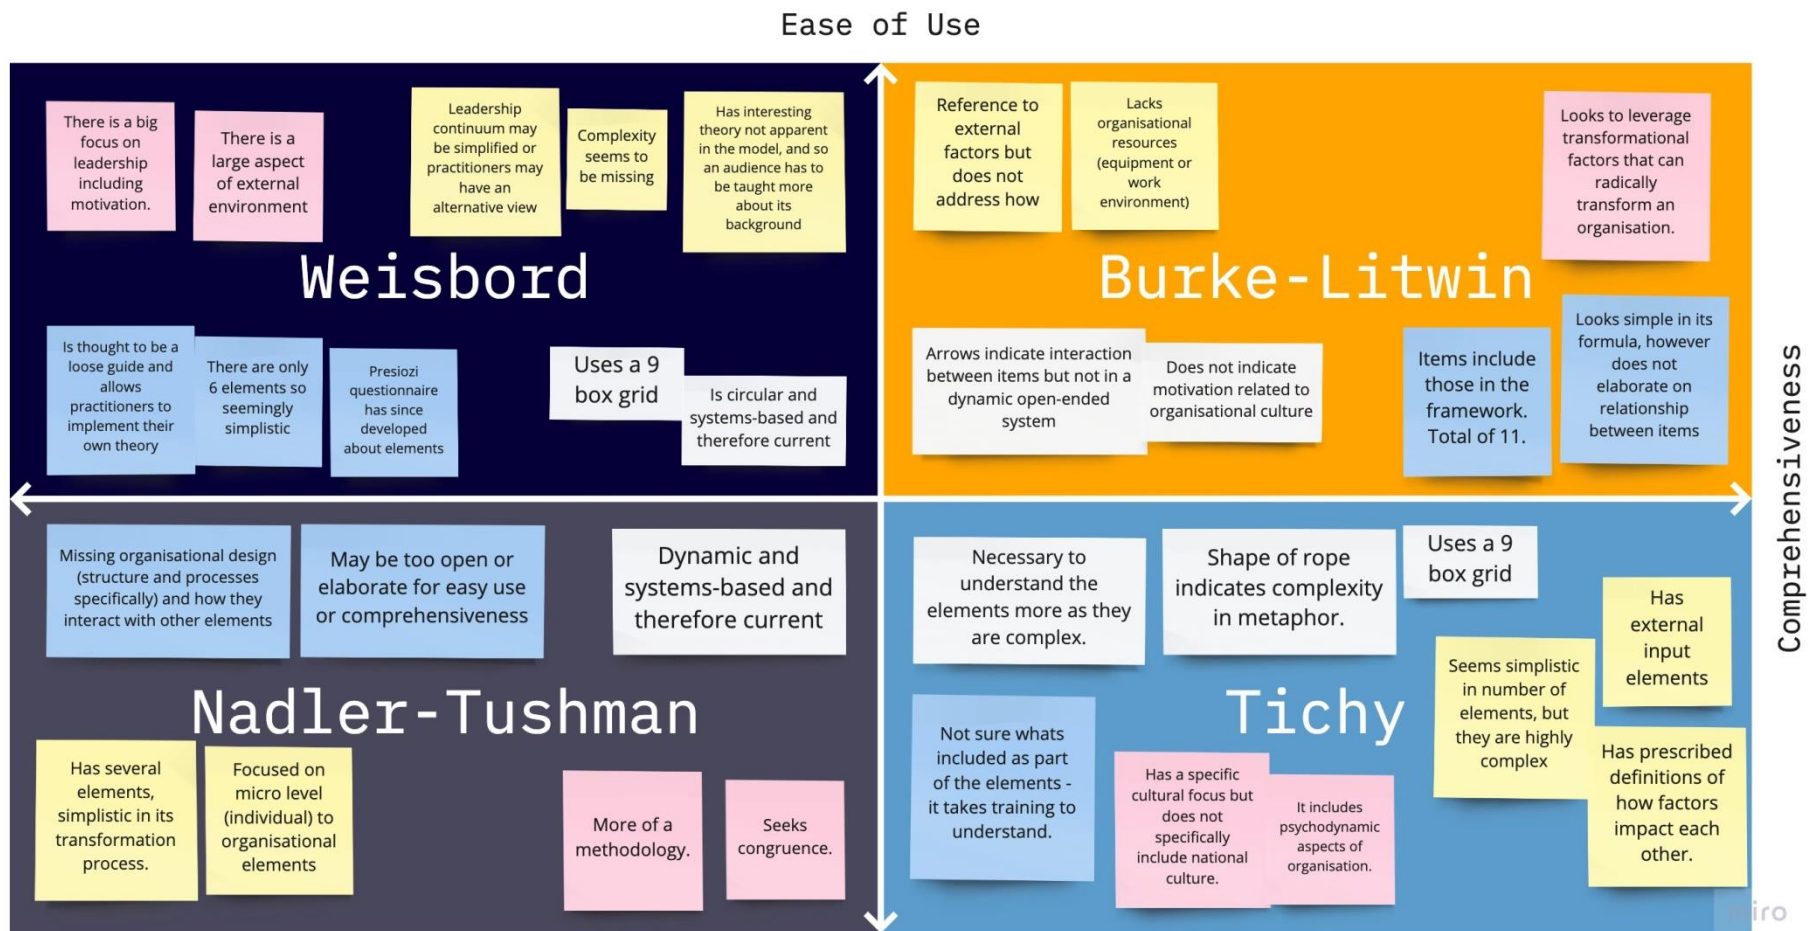 Ease of Use
There is a big
focus on
leadership
including
motivation.
There is a
large aspect
of external
environment
Leadership
continuum may
be simplified or
practitioners may
have an
alternative view
Complexity
seems to
be missing
Has interesting
theory not apparent
in the model, and so
an audience has to
be taught more
about its
background
Weisbord
Is thought to be a
loose guide and
allows
practitioners to
implement their
own theory
There are only
6 elements so
seemingly
simplistic
Presiozi
questionnaire
has since
developed
about elements
Uses a 9
box grid
Is circular and
systems-based and
therefore current
Reference to
external
factors but
does not
address how
Lacks
organisational
resources
(equipment or
work
environment)
Looks to leverage
transformational
factors that can
radically
transform an
organisation.
Burke-Litwin
Arrows indicate interaction
between items but not in a
dynamic open-ended
system
Does not indicate
motivation related to
organisational culture
Items include
those in the
framework.
Total of 11.
Looks simple in its
formula, however
does not
elaborate on
relationship
between items
Comprehensiveness
Missing organisational design
(structure and processes
specifically) and how they
interact with other elements
May be too open or
elaborate for easy use
or comprehensiveness
Dynamic and
systems-based and
therefore current
Nadler-Tushman
Has several
elements,
simplistic in its
transformation
process.
Focused on
micro level
(individual) to
organisational
elements
More of a
methodology.
Seeks
congruence.
Necessary to
understand the
elements more as they
are complex.
Shape of rope
indicates complexity
in metaphor.
Uses a 9
box grid
Has
external
input
elements
Tichy
Seems simplistic
in number of
elements, but
they are highly
complex
Not sure whats
included as part
of the elements -
it takes training to
understand.
Has a specific
cultural focus but
does not
specifically
include national
culture.
It includes
psychodynamic
aspects of
organisation.
Has prescribed
definitions of
how factors
impact each
other.
miro